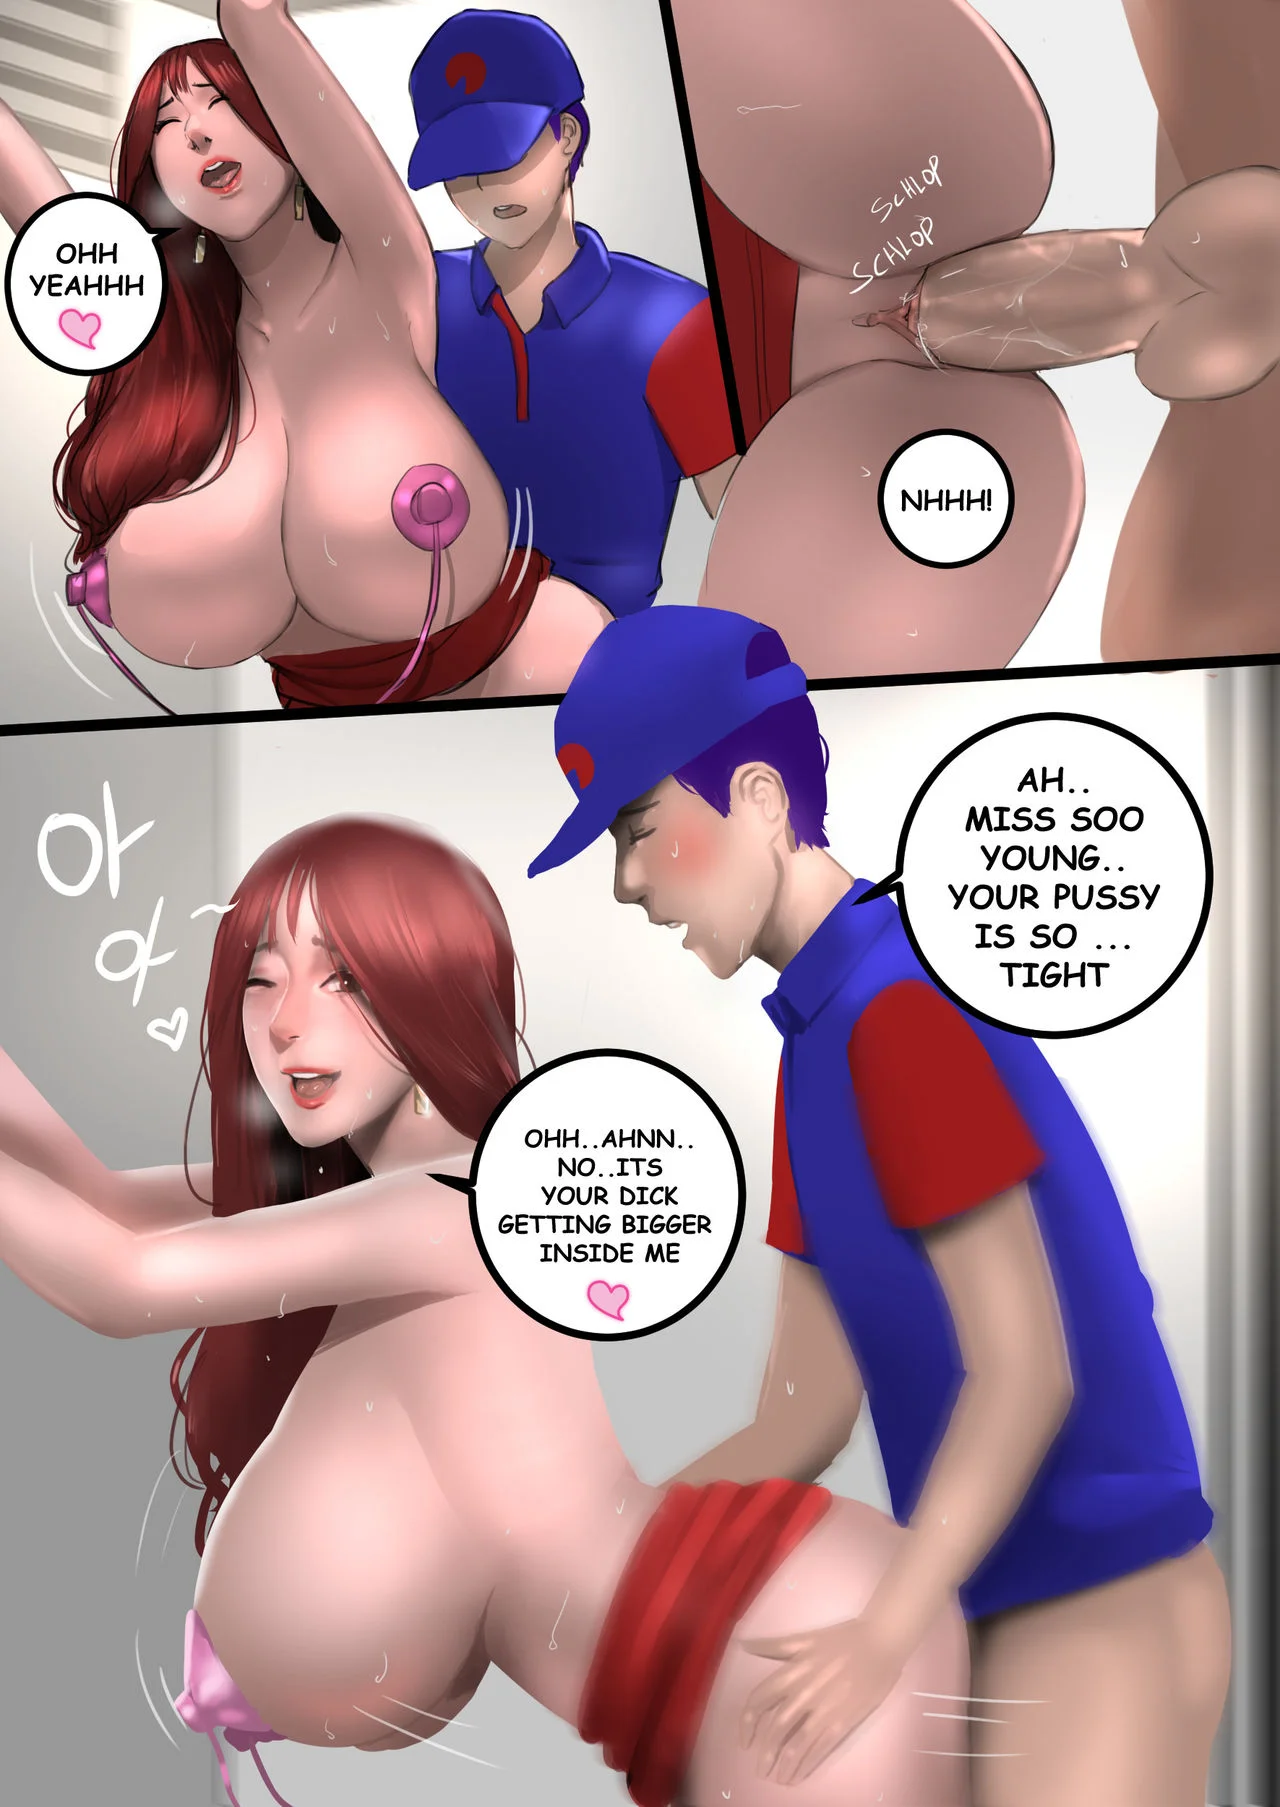 OHH
YEAHHH
SCHLOP
SCHLOP
NHHH!
아
아~
AH..
MISS SOO
YOUNG..
YOUR PUSSY
IS SO ...
TIGHT
OHH..AHNN..
NO..ITS
YOUR DICK
GETTING BIGGER
INSIDE ME